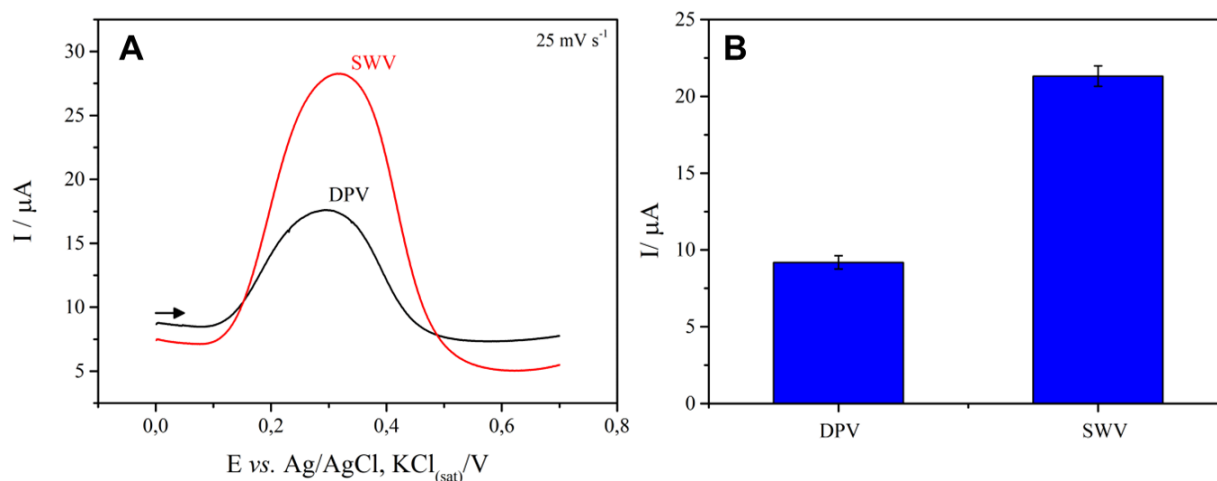 A
25 mV s⁻¹
SWV
DPV
30
25
20
15
10
5
I / µA
0,0
0,2
0,4
0,6
0,8
E vs. Ag/AgCl, KCl(sat)/V
B
25
20
15
10
5
0
I/ µA
DPV
SWV